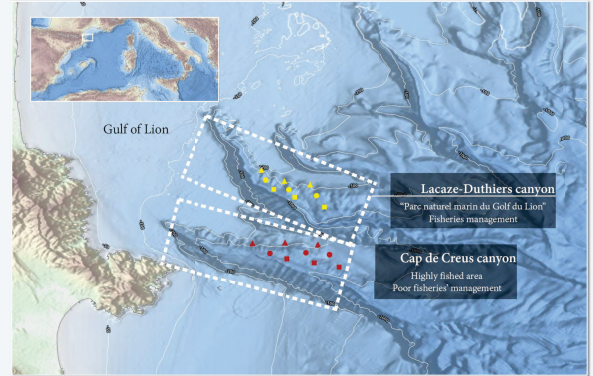 Gulf of Lion
Lacaze-Duthiers canyon
“Parc naturel marin du Golf du Lion”
Fisheries management
Cap de Creus canyon
Highly fished area
Poor fisheries’ management